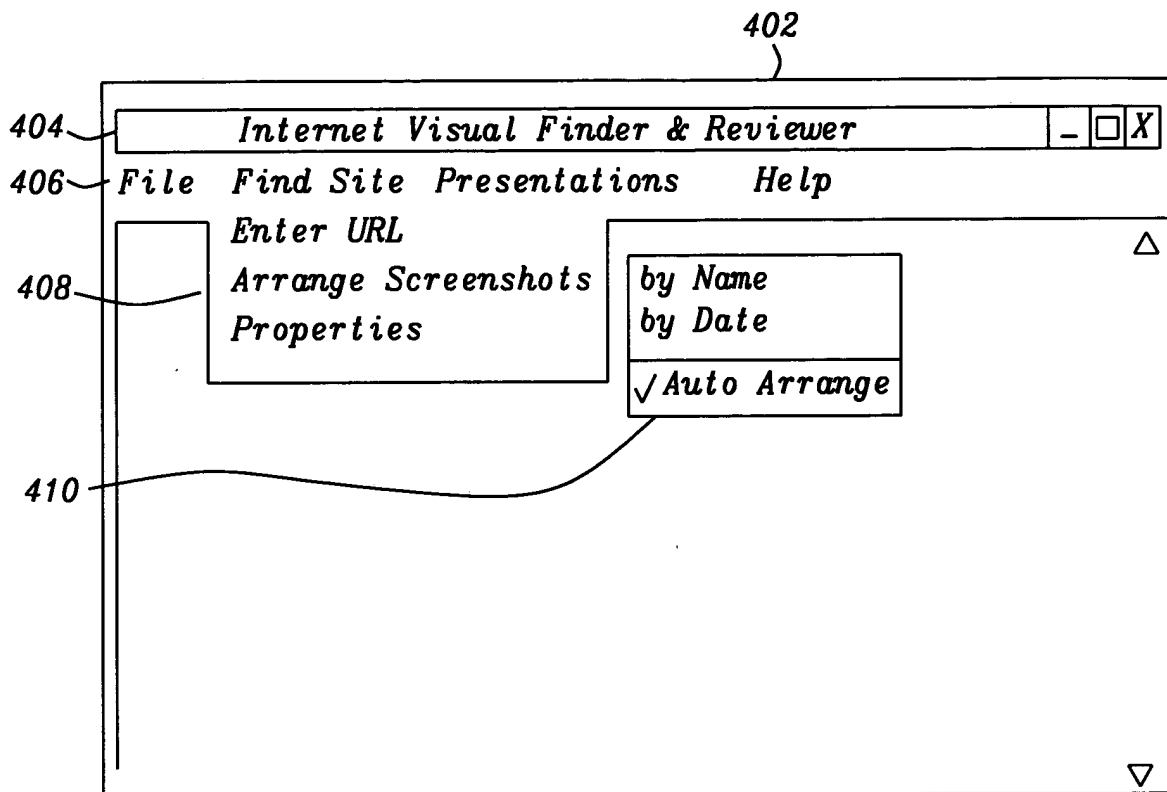 402
404 Internet Visual Finder & Reviewer _ □ X
406 File Find Site Presentations Help
Enter URL
408 Arrange Screenshots by Name
Properties by Date
✓ Auto Arrange
410